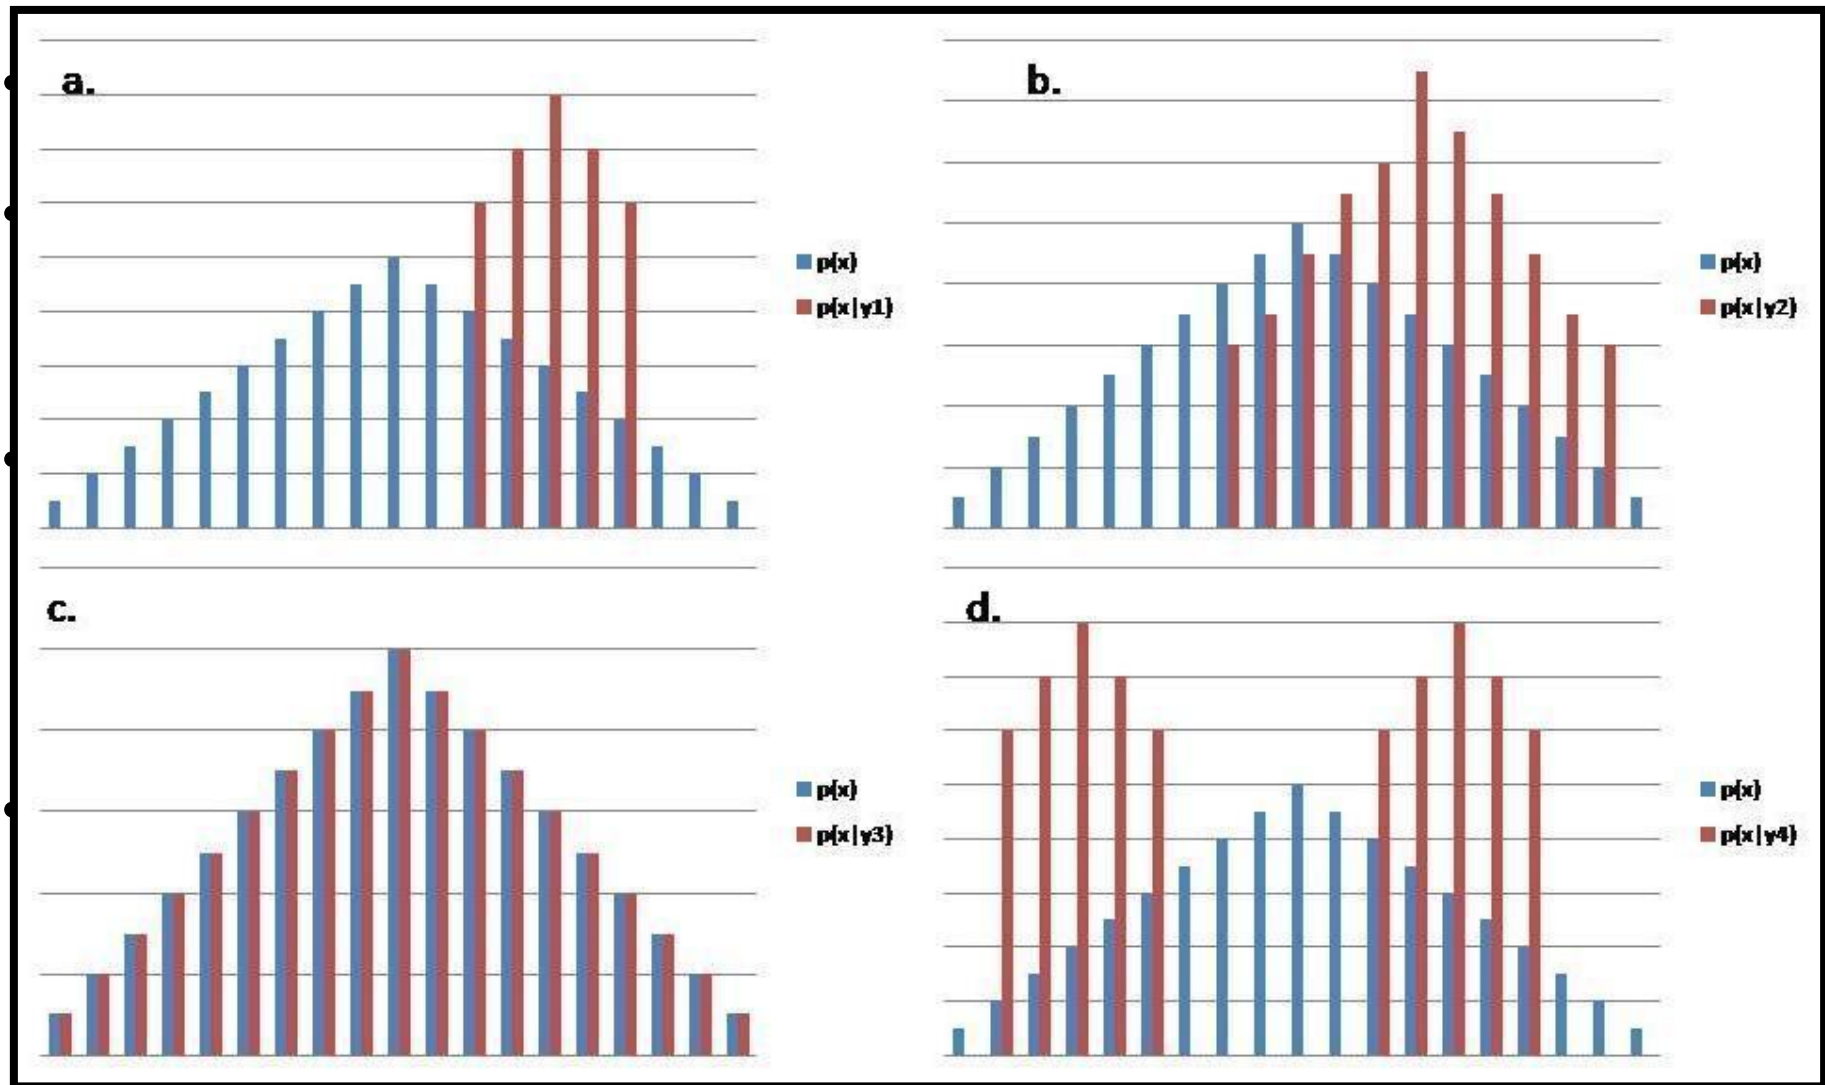 a.
p(x)
p(x|y1)
b.
p(x)
p(x|y2)
c.
p(x)
p(x|y3)
d.
p(x)
p(x|y4)